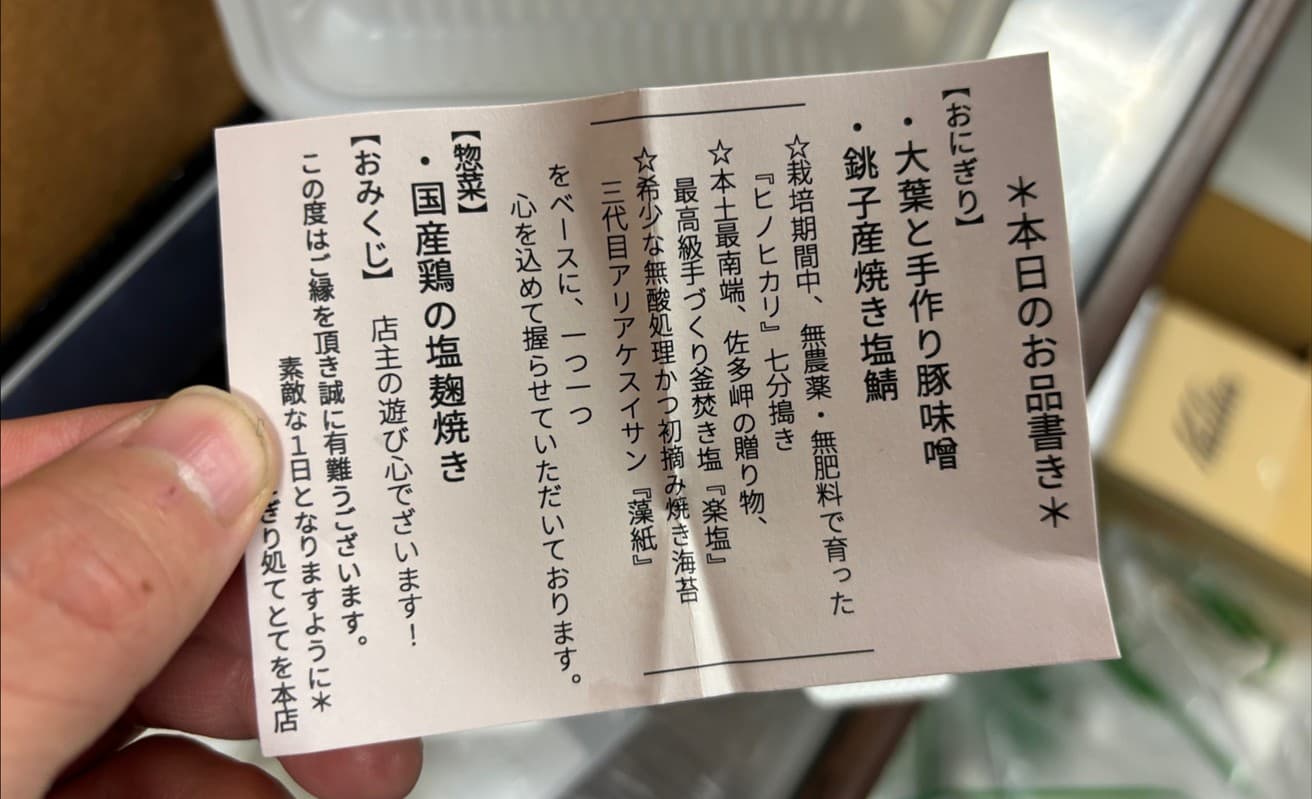 ＊本日のお品書き＊
【おにぎり】
・大葉と手作り豚味噌
・銚子産焼き塩鯖
☆栽培期間中、無農薬・無肥料で育った
『ヒノヒカリ』七分搗き
☆本土最南端、佐多岬の贈り物、
最高級手づくり釜焚き塩『楽塩』
☆希少な無酸処理かつ初摘み焼き海苔
三代目アリアケスイサン『藻紙』
をベースに、一つ一つ
心を込めて握らせていただいております。
【惣菜】
・国産鶏の塩麹焼き
【おみくじ】 店主の遊び心でございます！
この度はご縁を頂き誠に有難うございます。
素敵な1日となりますように＊
ぎり処てとてを本店